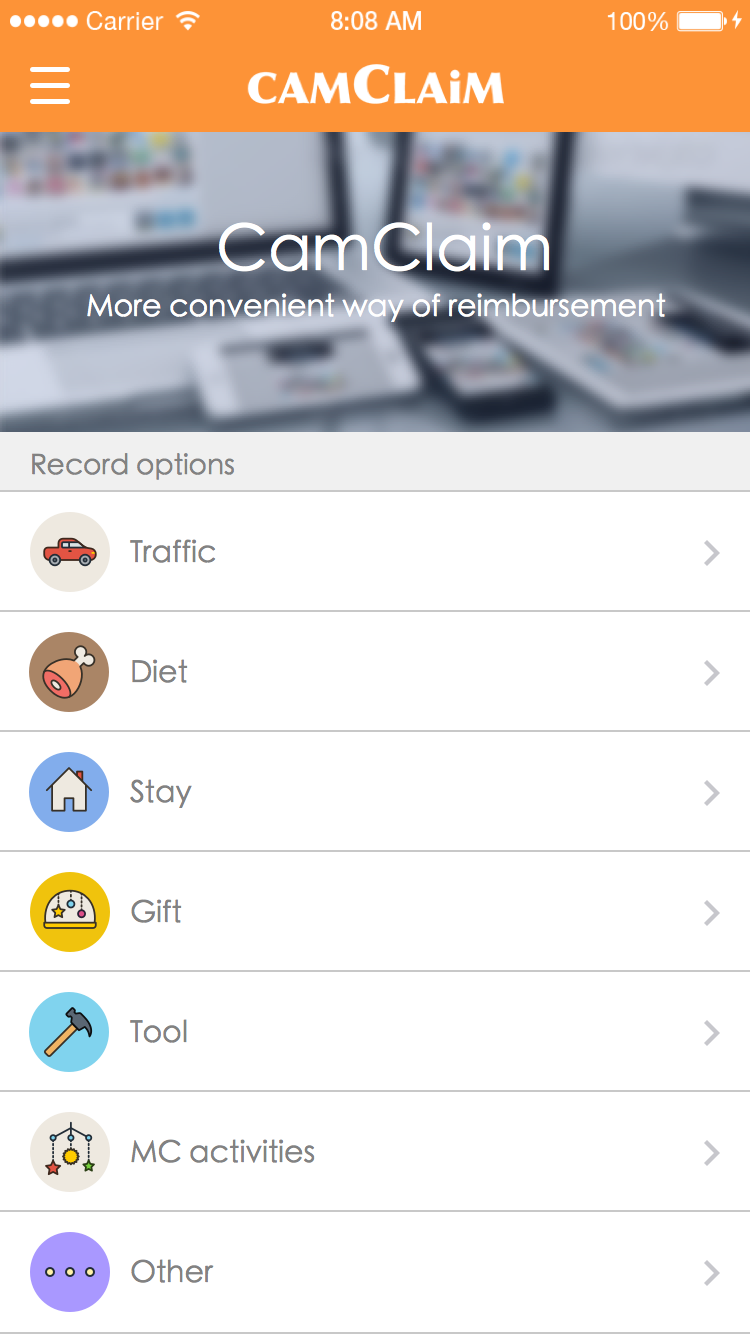 Carrier 8:08 AM 100%
CAMCLAiM
CamClaim
More convenient way of reimbursement
Record options
Traffic
Diet
Stay
Gift
Tool
MC activities
Other